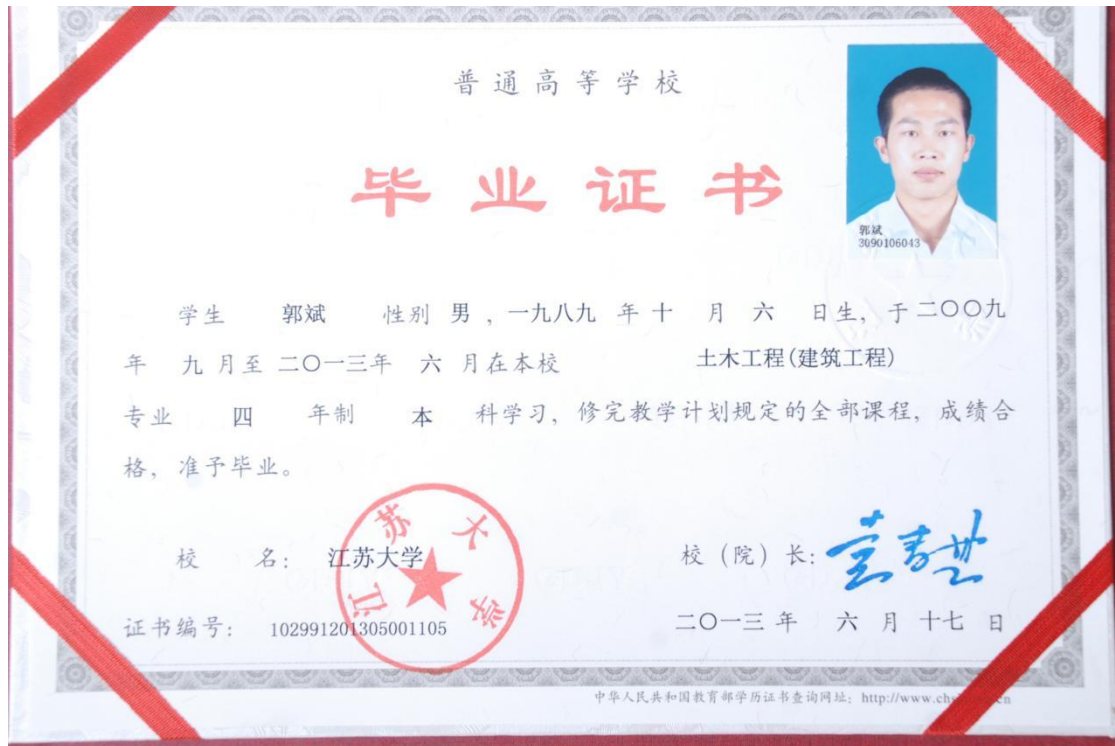 普通高等学校
毕业证书
郭斌
3090106043
学生 郭斌 性别 男 ，一九八九 年 十 月 六 日生，于二〇〇九
年 九 月至 二〇一三年 六 月在本校 土木工程(建筑工程)
专业 四 年制 本 科学习，修完教学计划规定的全部课程，成绩合
格，准予毕业。
江苏大学
校 名： 江苏大学
校（院）长：
证书编号： 102991201305001105
二〇一三年 六 月 十七 日
中华人民共和国教育部学历证书查询网址：http://www.